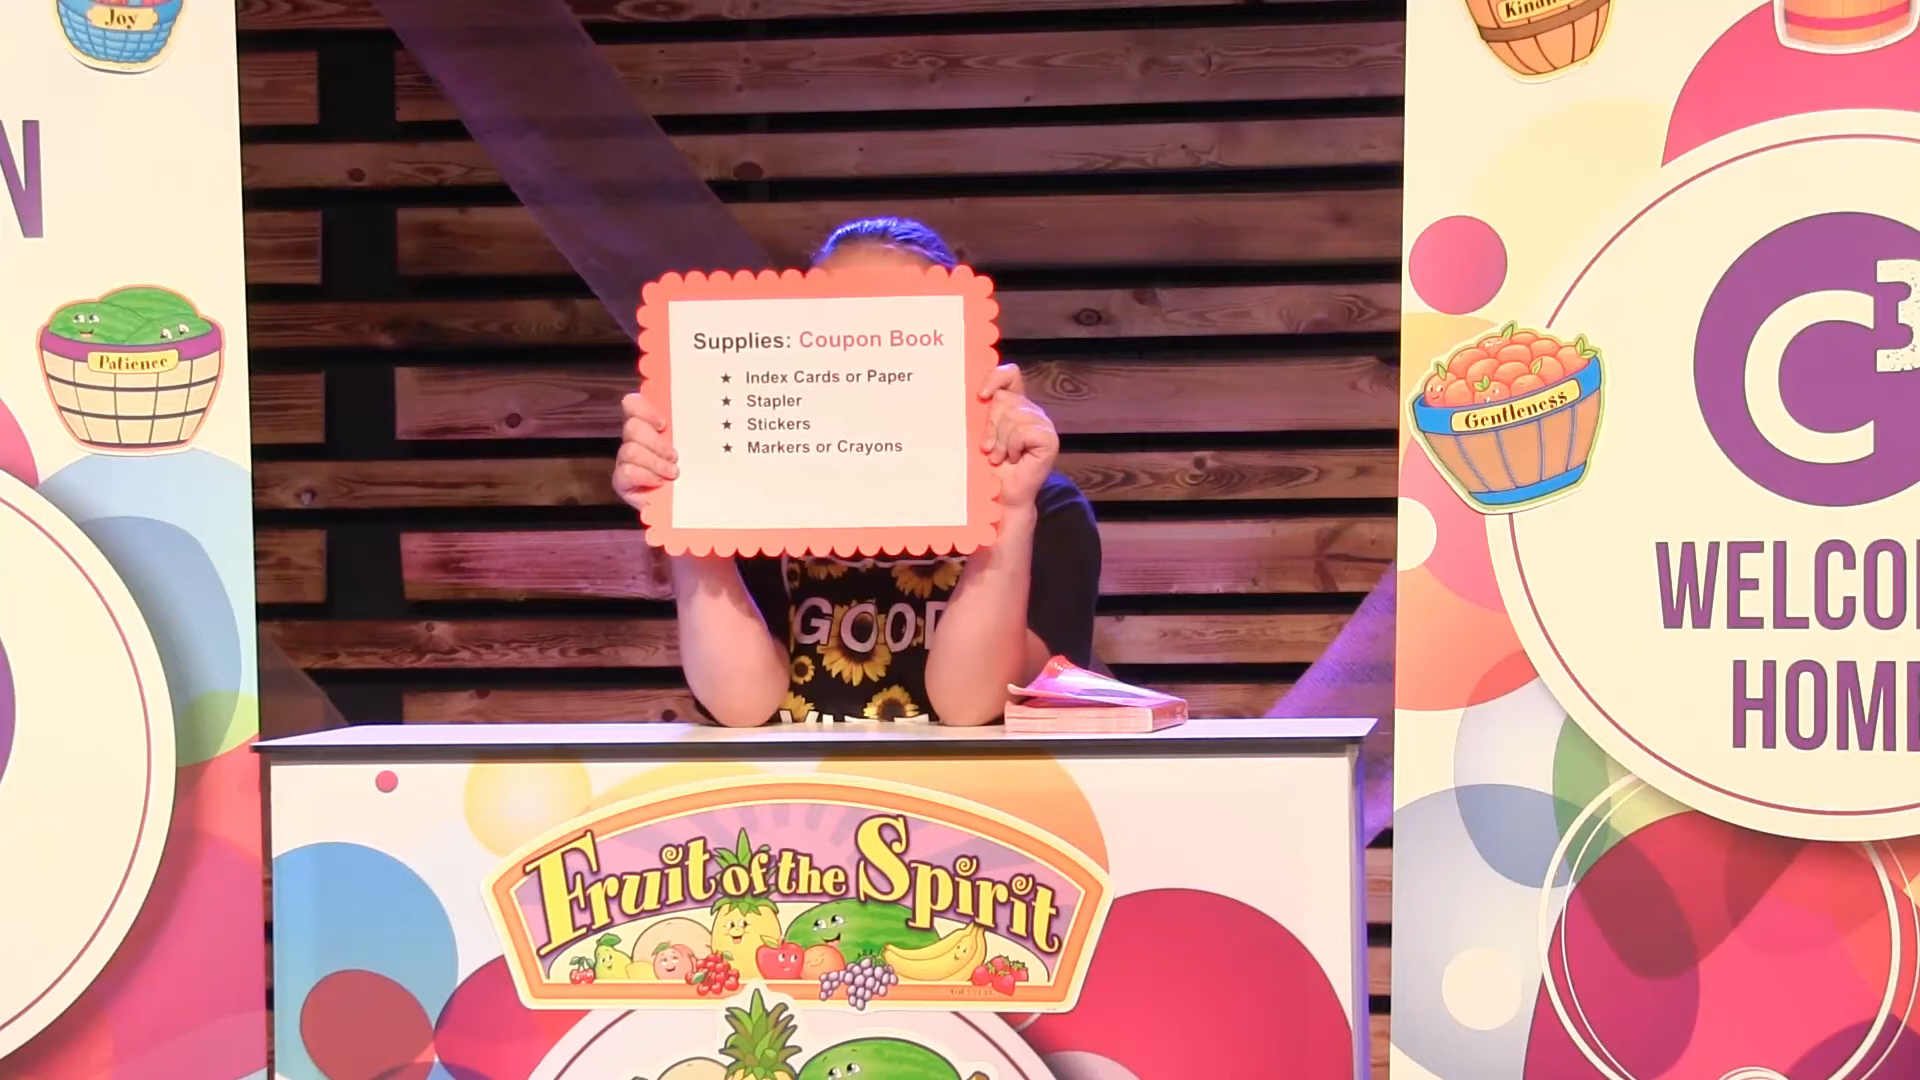 Joy
N
Patience
Supplies: Coupon Book
★ Index Cards or Paper
★ Stapler
★ Stickers
★ Markers or Crayons
GOOD
Fruit of the Spirit
Gentleness
C3
WELCO
HOM